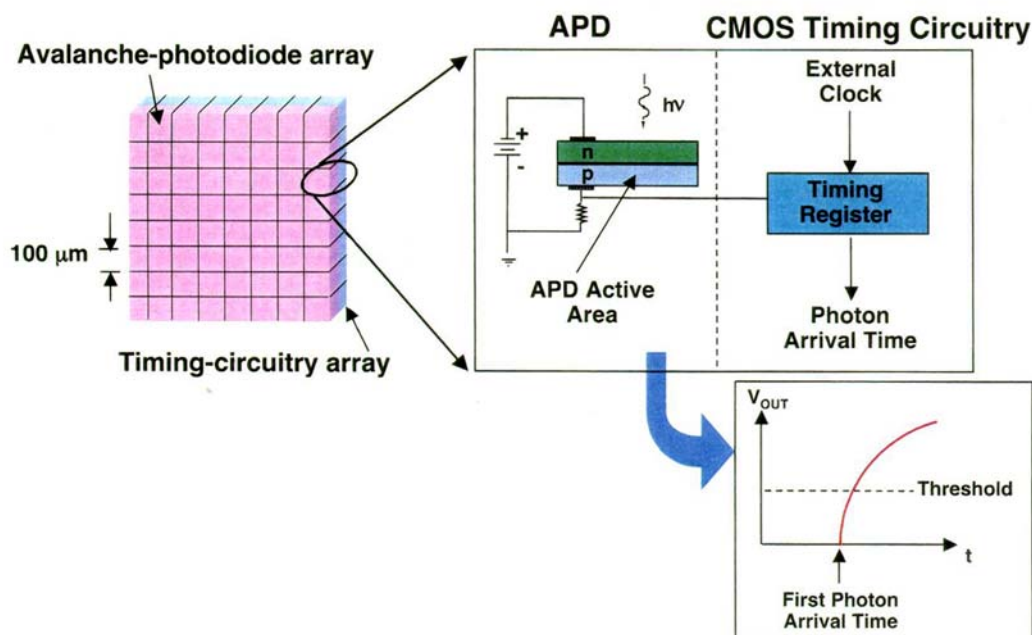 APD
CMOS Timing Circuitry
Avalanche-photodiode array
100 µm
Timing-circuitry array
+
-
hν
n
p
APD Active
Area
External
Clock
Timing
Register
Photon
Arrival Time
VOUT
Threshold
t
First Photon
Arrival Time